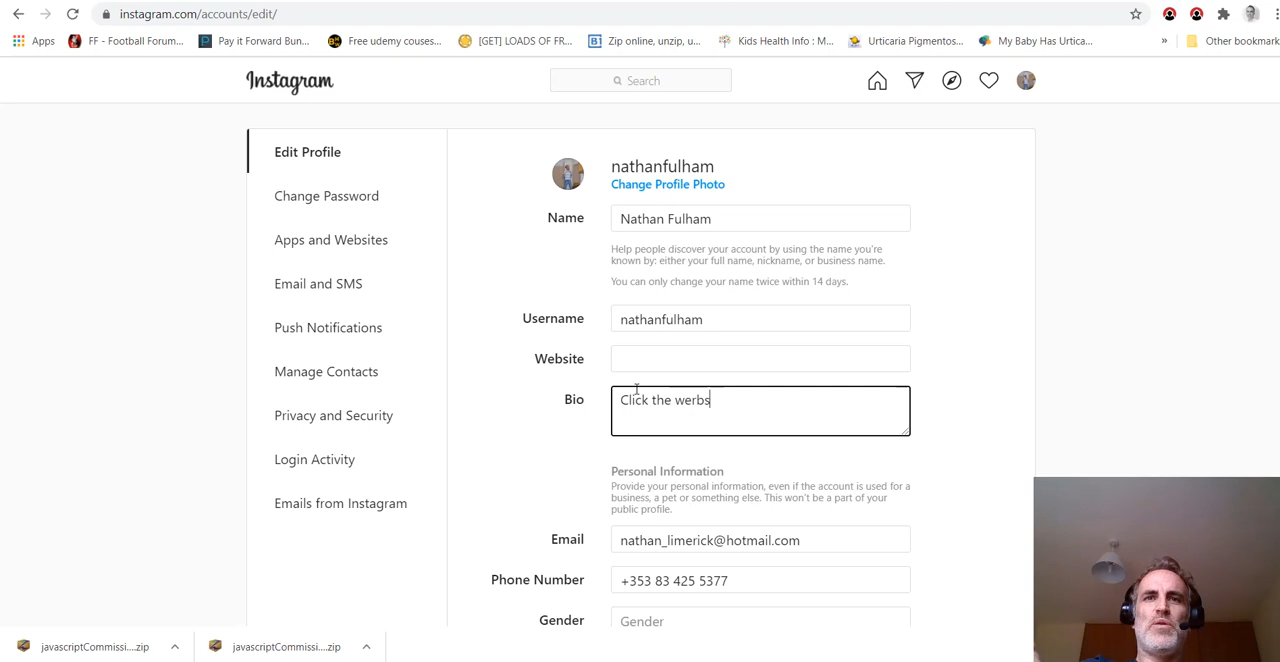 instagram.com/accounts/edit/
Apps
FF - Football Forum...
Pay it Forward Bun...
Free udemy couses...
[GET] LOADS OF FR...
Zip online, unzip, u...
Kids Health Info : M...
Urticaria Pigmentos...
My Baby Has Urtica...
»
Other bookmark
Instagram
Search
Edit Profile
Change Password
Apps and Websites
Email and SMS
Push Notifications
Manage Contacts
Privacy and Security
Login Activity
Emails from Instagram
nathanfulham
Change Profile Photo
Name
Nathan Fulham
Help people discover your account by using the name you're
known by: either your full name, nickname, or business name.
You can only change your name twice within 14 days.
Username
nathanfulham
Website
Bio
Click the werbs
Personal Information
Provide your personal information, even if the account is used for a
business, a pet or something else. This won't be a part of your
public profile.
Email
nathan_limerick@hotmail.com
Phone Number
+353 83 425 5377
Gender
Gender
javascriptCommissi....zip
javascriptCommissi....zip